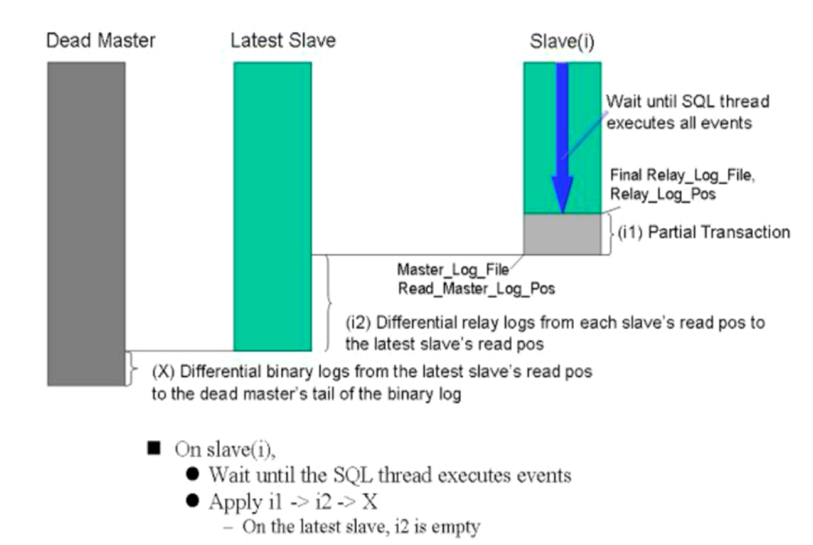 Dead Master
Latest Slave
Slave(i)
Wait until SQL thread
executes all events
Final Relay_Log_File,
Relay_Log_Pos
(i1) Partial Transaction
Master_Log_File
Read_Master_Log_Pos
(i2) Differential relay logs from each slave's read pos to
the latest slave's read pos
(X) Differential binary logs from the latest slave's read pos
to the dead master's tail of the binary log
■ On slave(i),
● Wait until the SQL thread executes events
● Apply i1 -> i2 -> X
– On the latest slave, i2 is empty